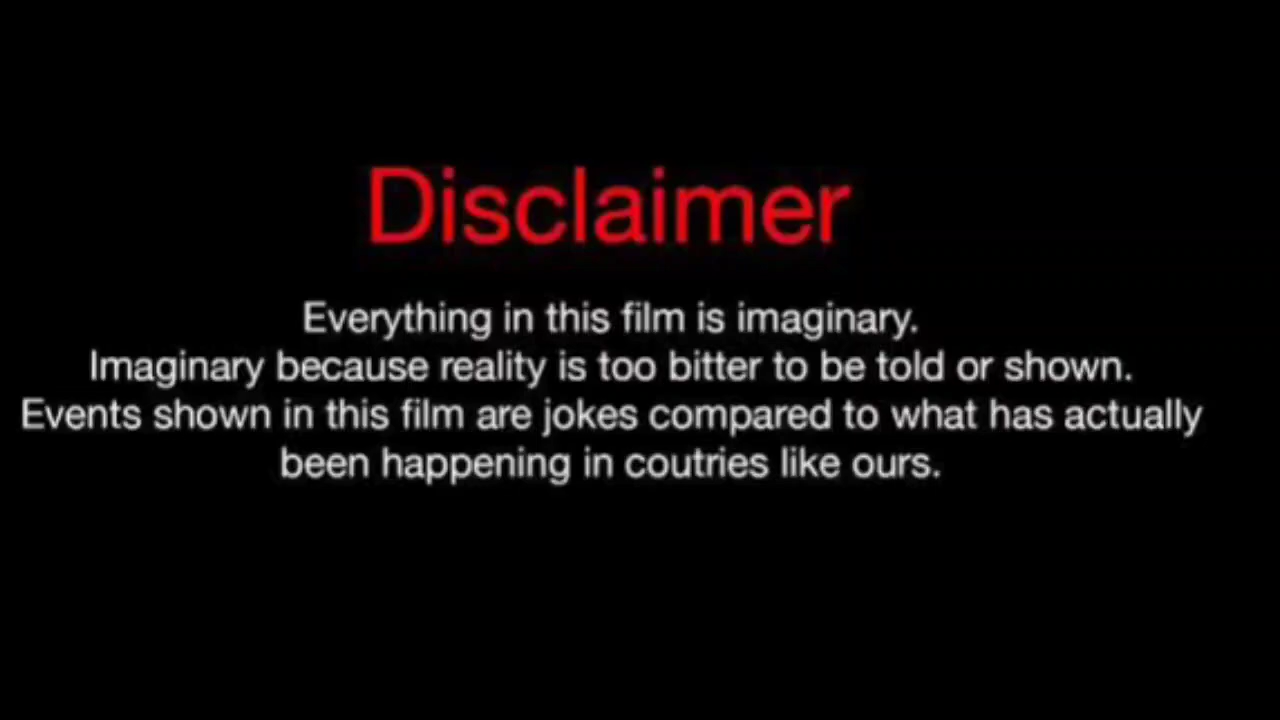 Disclaimer
Everything in this film is imaginary.
Imaginary because reality is too bitter to be told or shown.
Events shown in this film are jokes compared to what has actually
been happening in coutries like ours.